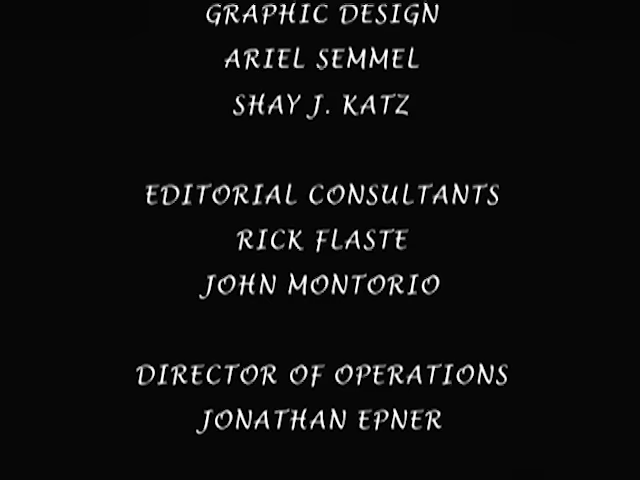 GRAPHIC DESIGN
ARIEL SEMMEL
SHAY J. KATZ
EDITORIAL CONSULTANTS
RICK FLASTE
JOHN MONTORIO
DIRECTOR OF OPERATIONS
JONATHAN EPNER